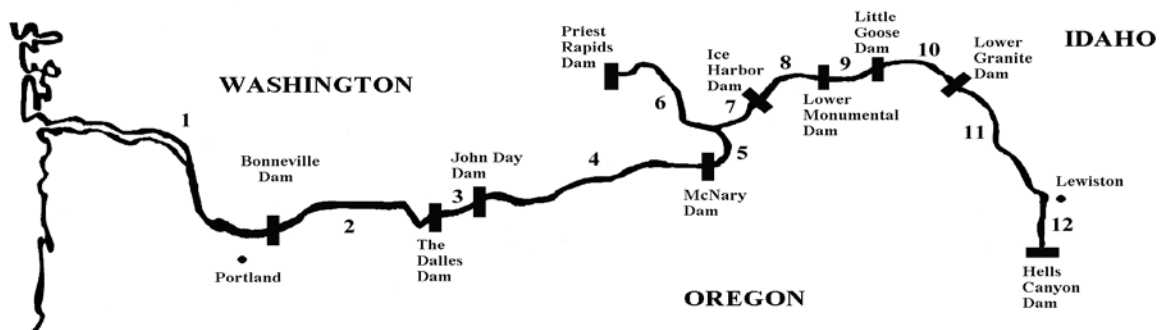 Priest
Rapids
Dam
Ice
Harbor
Dam
Little
Goose
Dam
Lower
Granite
Dam
IDAHO
WASHINGTON
Bonneville
Dam
John Day
Dam
Lower
Monumental
Dam
McNary
Dam
Lewiston
The
Dalles
Dam
Portland
Hells
Canyon
Dam
OREGON
1
2
3
4
5
6
7
8
9
10
11
12